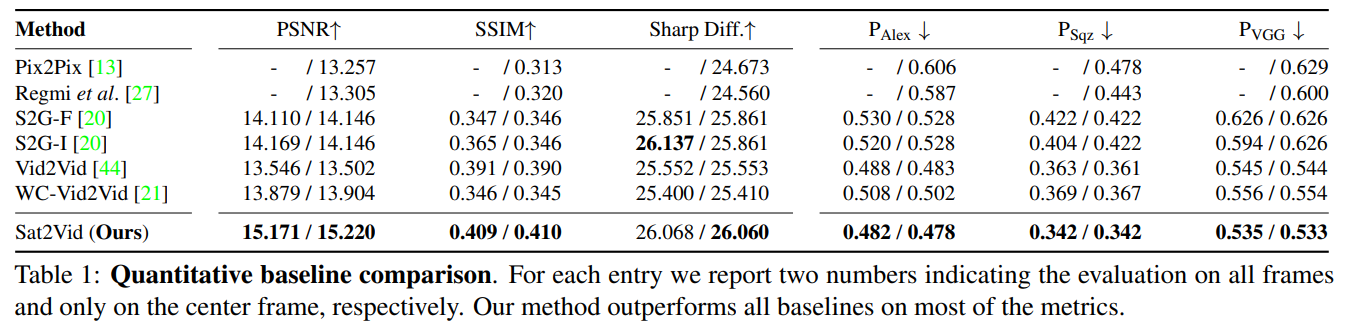 Method PSNR↑ SSIM↑ Sharp Diff.↑ P_Alex ↓ P_Sqz ↓ P_VGG ↓
Pix2Pix [13] - / 13.257 - / 0.313 - / 24.673 - / 0.606 - / 0.478 - / 0.629
Regmi et al. [27] - / 13.305 - / 0.320 - / 24.560 - / 0.587 - / 0.443 - / 0.600
S2G-F [20] 14.110 / 14.146 0.347 / 0.346 25.851 / 25.861 0.530 / 0.528 0.422 / 0.422 0.626 / 0.626
S2G-I [20] 14.169 / 14.146 0.365 / 0.346 26.137 / 25.861 0.520 / 0.528 0.404 / 0.422 0.594 / 0.626
Vid2Vid [44] 13.546 / 13.502 0.391 / 0.390 25.552 / 25.553 0.488 / 0.483 0.363 / 0.361 0.545 / 0.544
WC-Vid2Vid [21] 13.879 / 13.904 0.346 / 0.345 25.400 / 25.410 0.508 / 0.502 0.369 / 0.367 0.556 / 0.554
Sat2Vid (Ours) 15.171 / 15.220 0.409 / 0.410 26.068 / 26.060 0.482 / 0.478 0.342 / 0.342 0.535 / 0.533
Table 1: Quantitative baseline comparison. For each entry we report two numbers indicating the evaluation on all frames
and only on the center frame, respectively. Our method outperforms all baselines on most of the metrics.